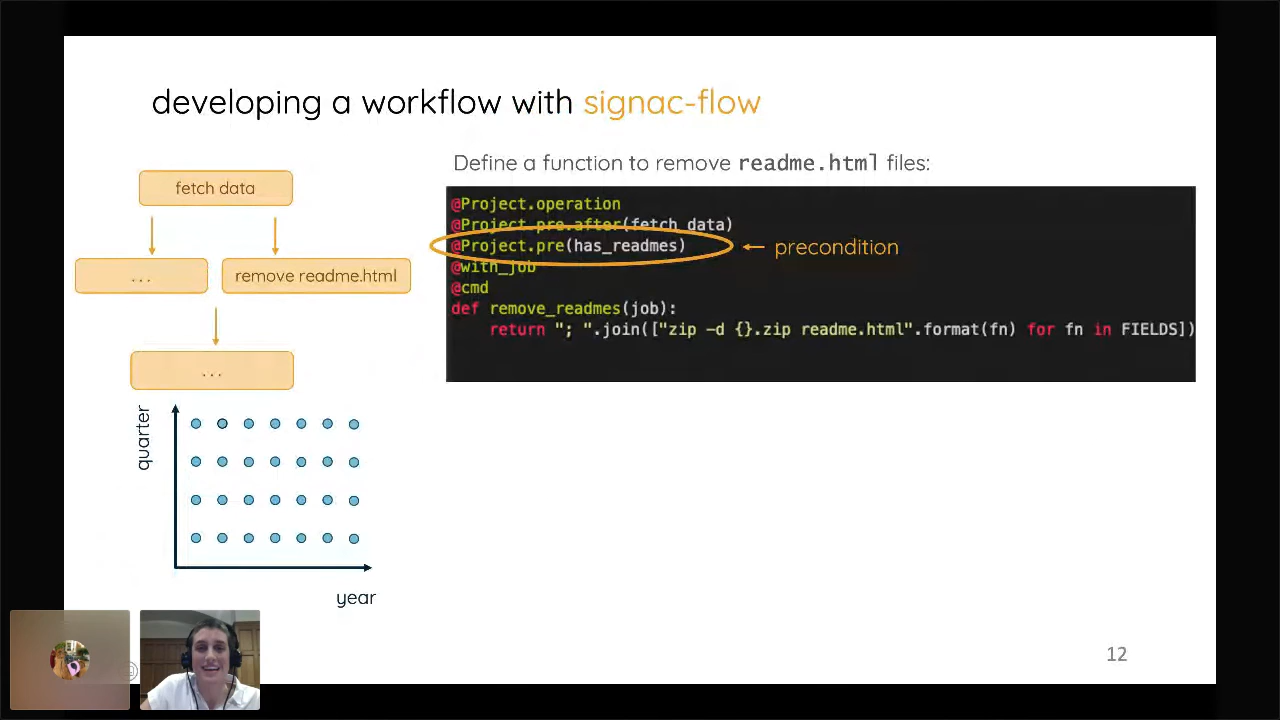 developing a workflow with signac-flow
fetch data
...
remove readme.html
...
quarter
year
Define a function to remove readme.html files:
@Project.operation
@Project.pre.after(fetch_data)
@Project.pre(has_readmes)
precondition
@with_job
@cmd
def remove_readmes(job):
return "; ".join(["zip -d {}.zip readme.html".format(fn) for fn in FIELDS])
12